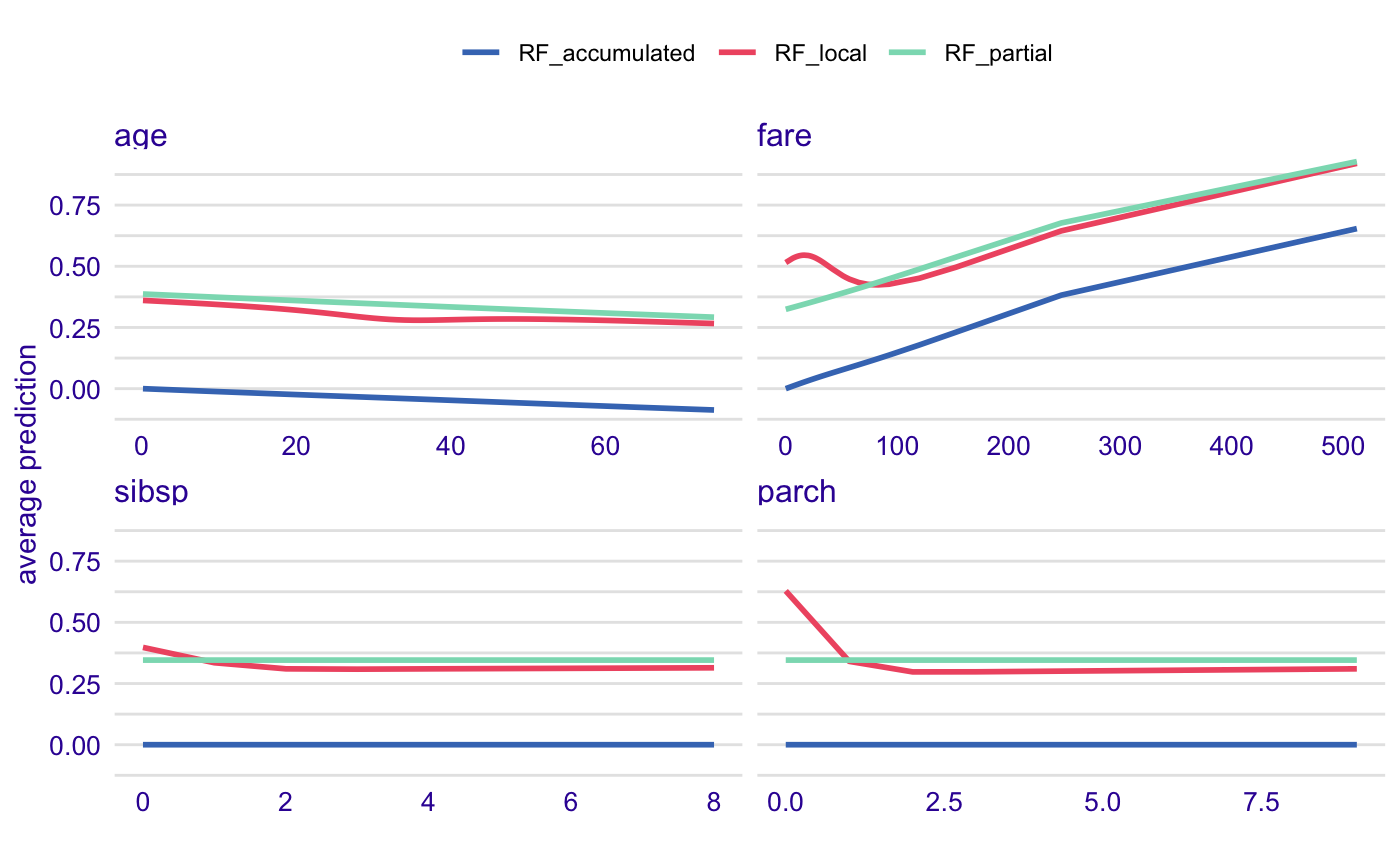 RF_accumulated RF_local RF_partial
age
fare
average prediction
0.75
0.50
0.25
0.00
0 20 40 60
0 100 200 300 400 500
sibsp
parch
0.75
0.50
0.25
0.00
0 2 4 6 8
0.0 2.5 5.0 7.5